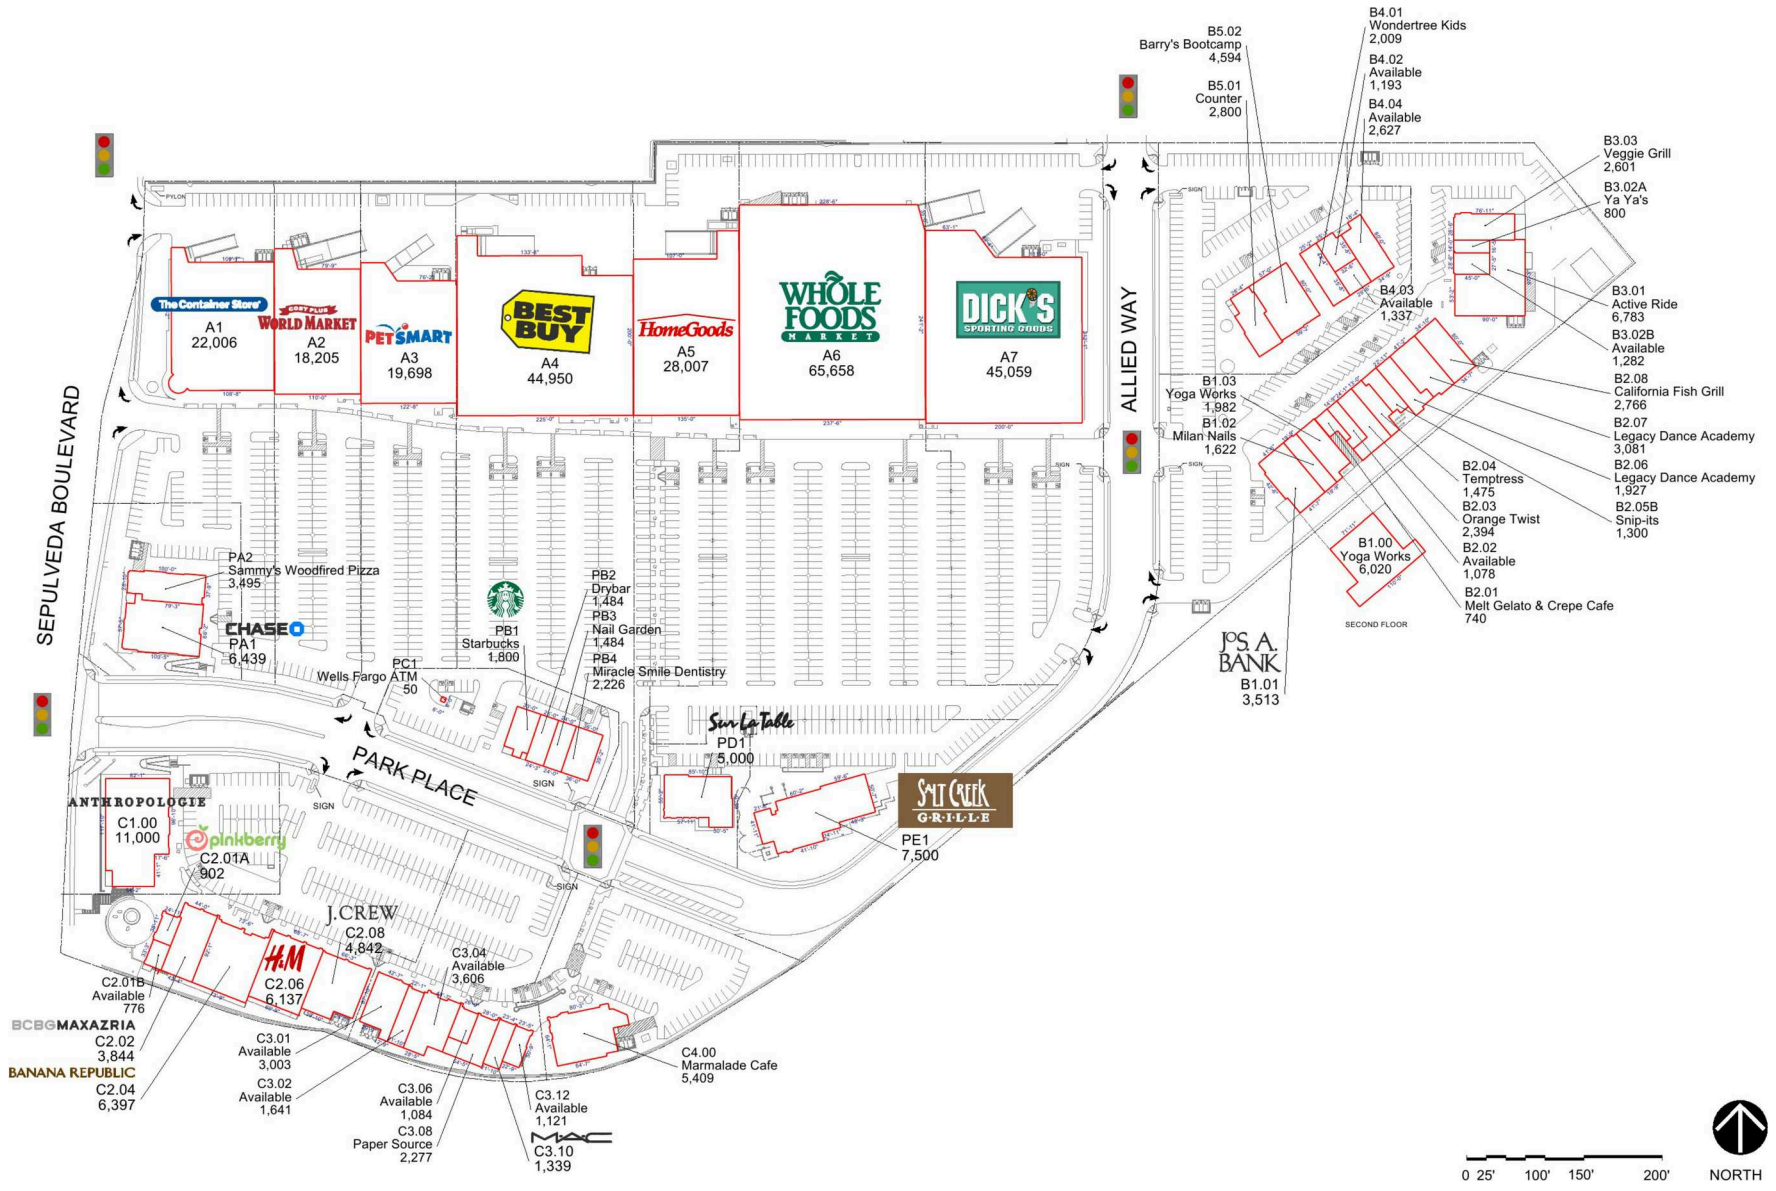 B4.01
Wondertree Kids
2,009
B5.02
Barry's Bootcamp
4,594
B4.02
Available
1,193
B5.01
Counter
2,800
B4.04
Available
2,627
B3.03
Veggie Grill
2,601
B3.02A
Ya Ya's
800
PYLON
SIGN
The Container Store
A1
22,006
COST PLUS
WORLD MARKET
A2
18,205
PETSMART
A3
19,698
BEST
BUY
A4
44,950
HomeGoods
A5
28,007
WHOLE
FOODS
MARKET
A6
65,658
DICK'S
SPORTING GOODS
A7
45,059
ALLIED WAY
B4.03
Available
1,337
B3.01
Active Ride
6,783
B3.02B
Available
1,282
B1.03
Yoga Works
1,982
B1.02
Milan Nails
1,622
B2.08
California Fish Grill
2,766
B2.07
Legacy Dance Academy
3,081
B2.06
Legacy Dance Academy
1,927
B2.05B
Snip-its
1,300
B2.04
Temptress
1,475
B2.03
Orange Twist
2,394
B2.02
Available
1,078
B2.01
Melt Gelato & Crepe Cafe
740
SIGN
SIGN
B1.00
Yoga Works
6,020
SECOND FLOOR
JOS. A.
BANK
B1.01
3,513
SEPULVEDA BOULEVARD
PA2
Sammy's Woodfired Pizza
3,495
CHASE
PA1
6,439
PB1
Starbucks
1,800
PB2
Drybar
1,484
PB3
Nail Garden
1,484
PB4
Miracle Smile Dentistry
2,226
PC1
Wells Fargo ATM
50
Sur La Table
PD1
5,000
SIGN
PARK PLACE
SIGN
SALT CREEK
GRILLE
PE1
7,500
ANTHROPOLOGIE
C1.00
11,000
pinkberry
C2.01A
902
SIGN
J.CREW
C2.08
4,842
H&M
C2.06
6,137
C3.04
Available
3,606
C2.01B
Available
776
BCBGMAXAZRIA
C2.02
3,844
BANANA REPUBLIC
C2.04
6,397
C3.01
Available
3,003
C3.02
Available
1,641
C3.06
Available
1,084
C3.08
Paper Source
2,277
C3.12
Available
1,121
MAC
C3.10
1,339
C4.00
Marmalade Cafe
5,409
0 25' 100' 150' 200'
NORTH